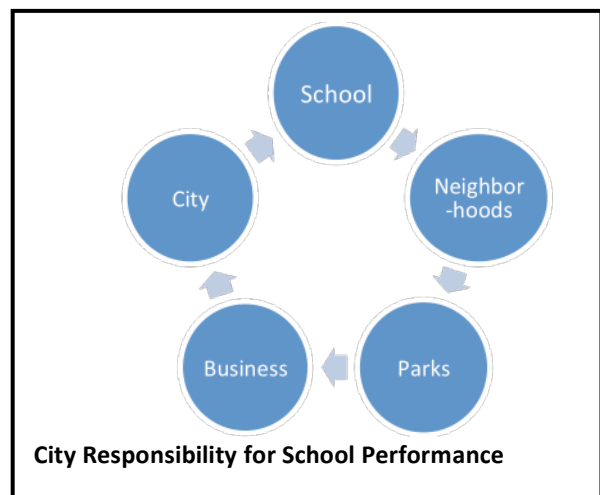 School
Neighbor
-hoods
Parks
Business
City
City Responsibility for School Performance